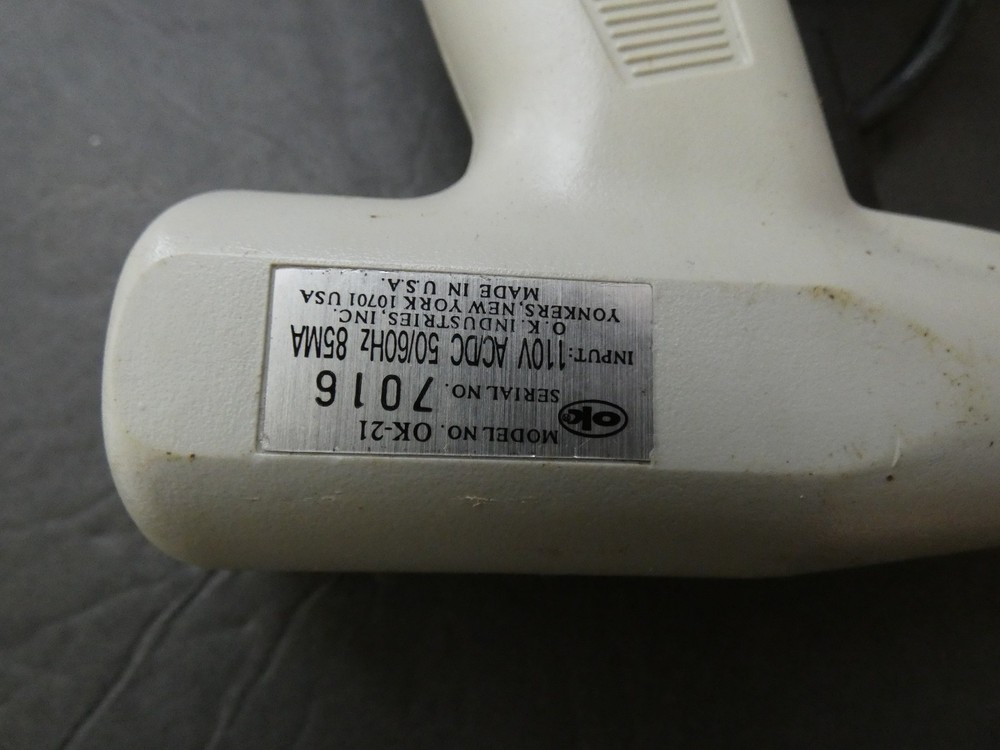 ok
MODEL NO. OK-21
SERIAL NO. 7016
INPUT: 110V AC/DC 50/60Hz 85MA
O.K. INDUSTRIES, INC.
YONKERS, NEW YORK 10701 USA
MADE IN U.S.A.